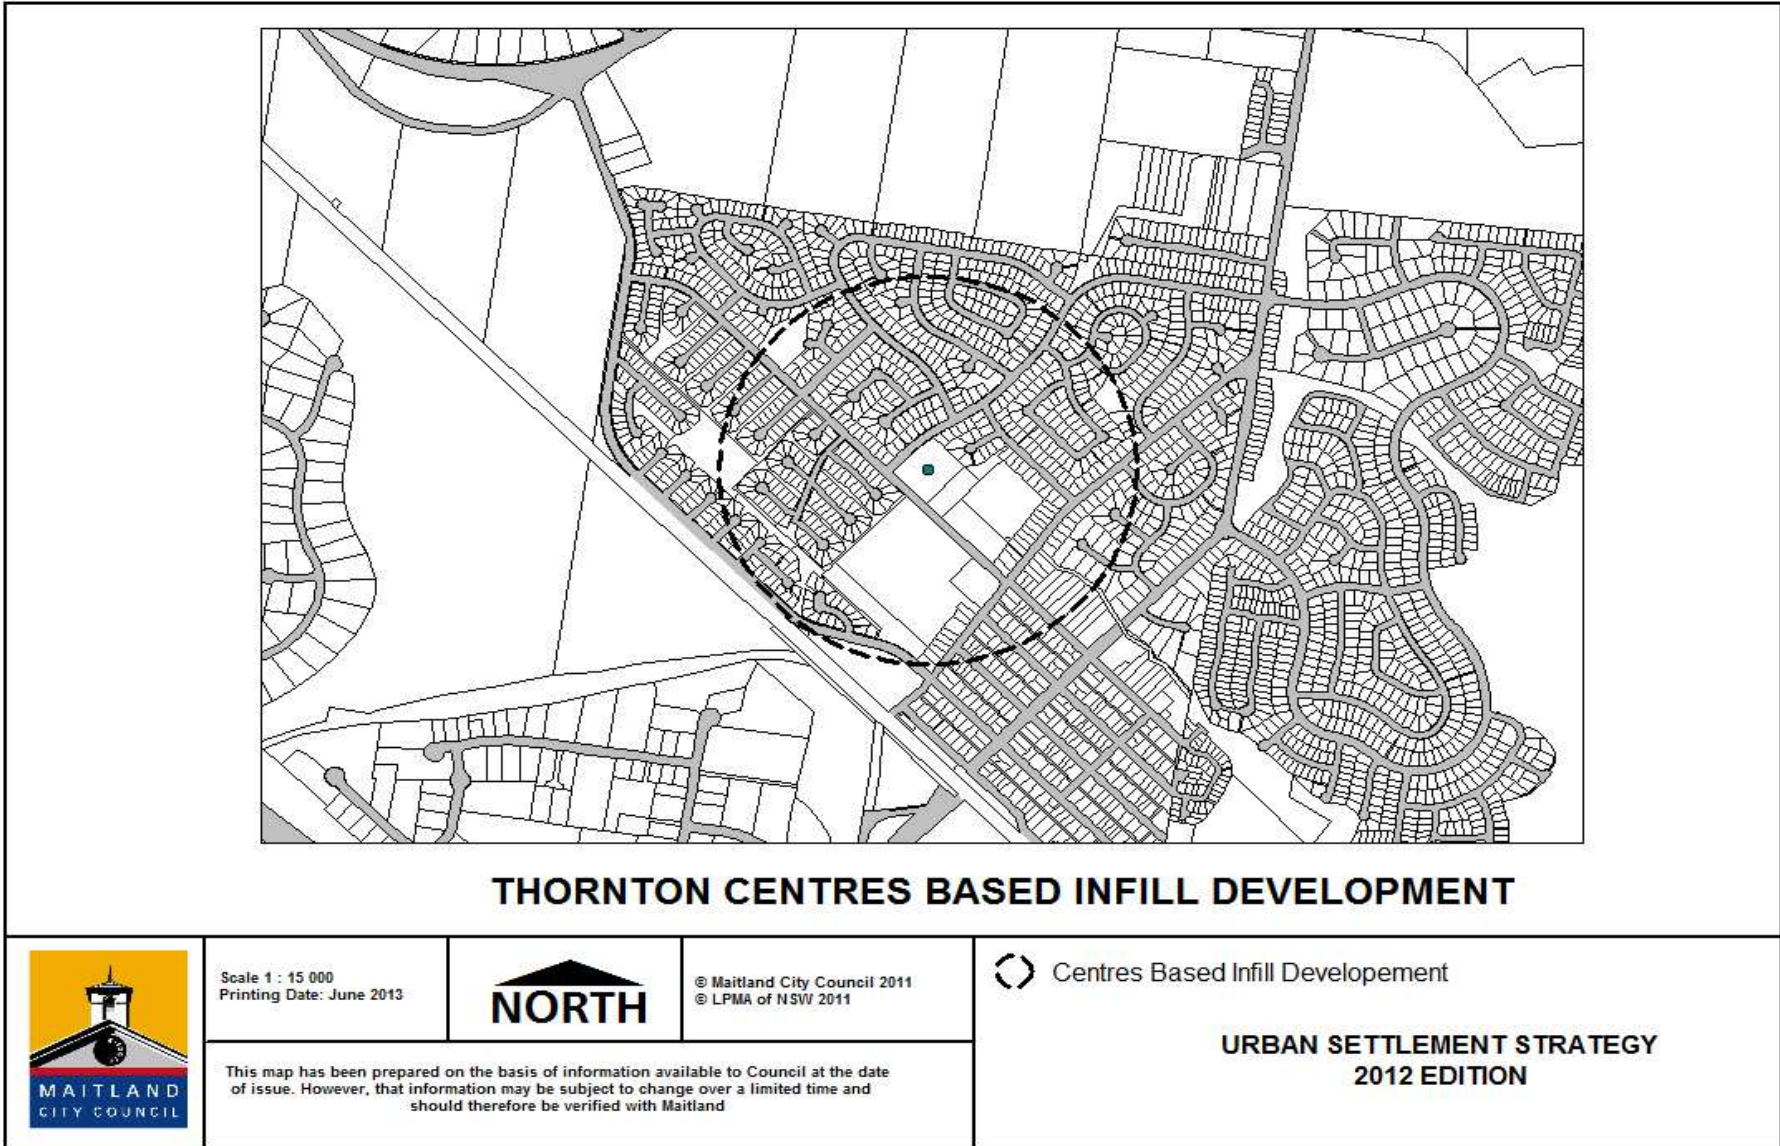 THORNTON CENTRES BASED INFILL DEVELOPMENT
MAITLAND
CITY COUNCIL
Scale 1 : 15 000
Printing Date: June 2013
NORTH
© Maitland City Council 2011
© LPMA of NSW 2011
This map has been prepared on the basis of information available to Council at the date
of issue. However, that information may be subject to change over a limited time and
should therefore be verified with Maitland
Centres Based Infill Developement
URBAN SETTLEMENT STRATEGY
2012 EDITION